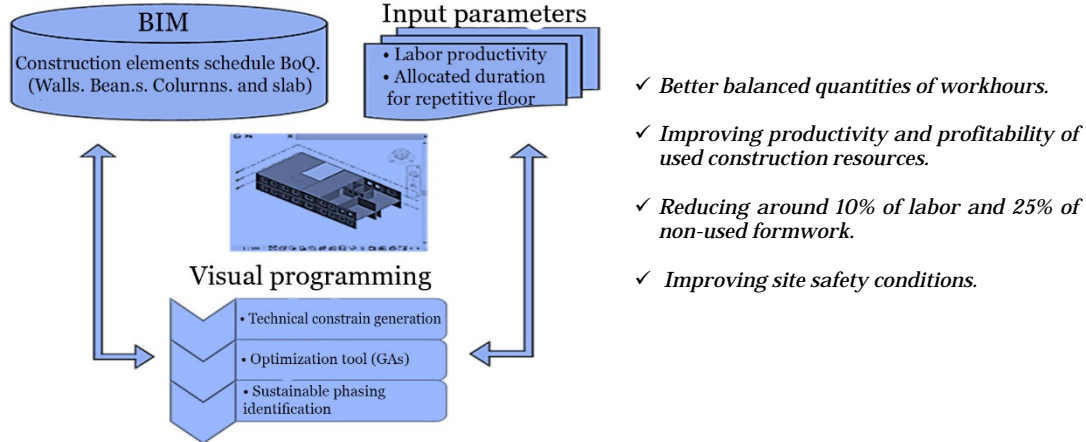 BIM
Construction elements schedule BoQ.
(Walls. Bean.s. Colurnns. and slab)
Input parameters
• Labor productivity
• Allocated duration
for repetitive floor
Visual programming
• Technical constrain generation
• Optimization tool (GAs)
• Sustainable phasing
identification
✓ Better balanced quantities of workhours.
✓ Improving productivity and profitability of
used construction resources.
✓ Reducing around 10% of labor and 25% of
non-used formwork.
✓ Improving site safety conditions.